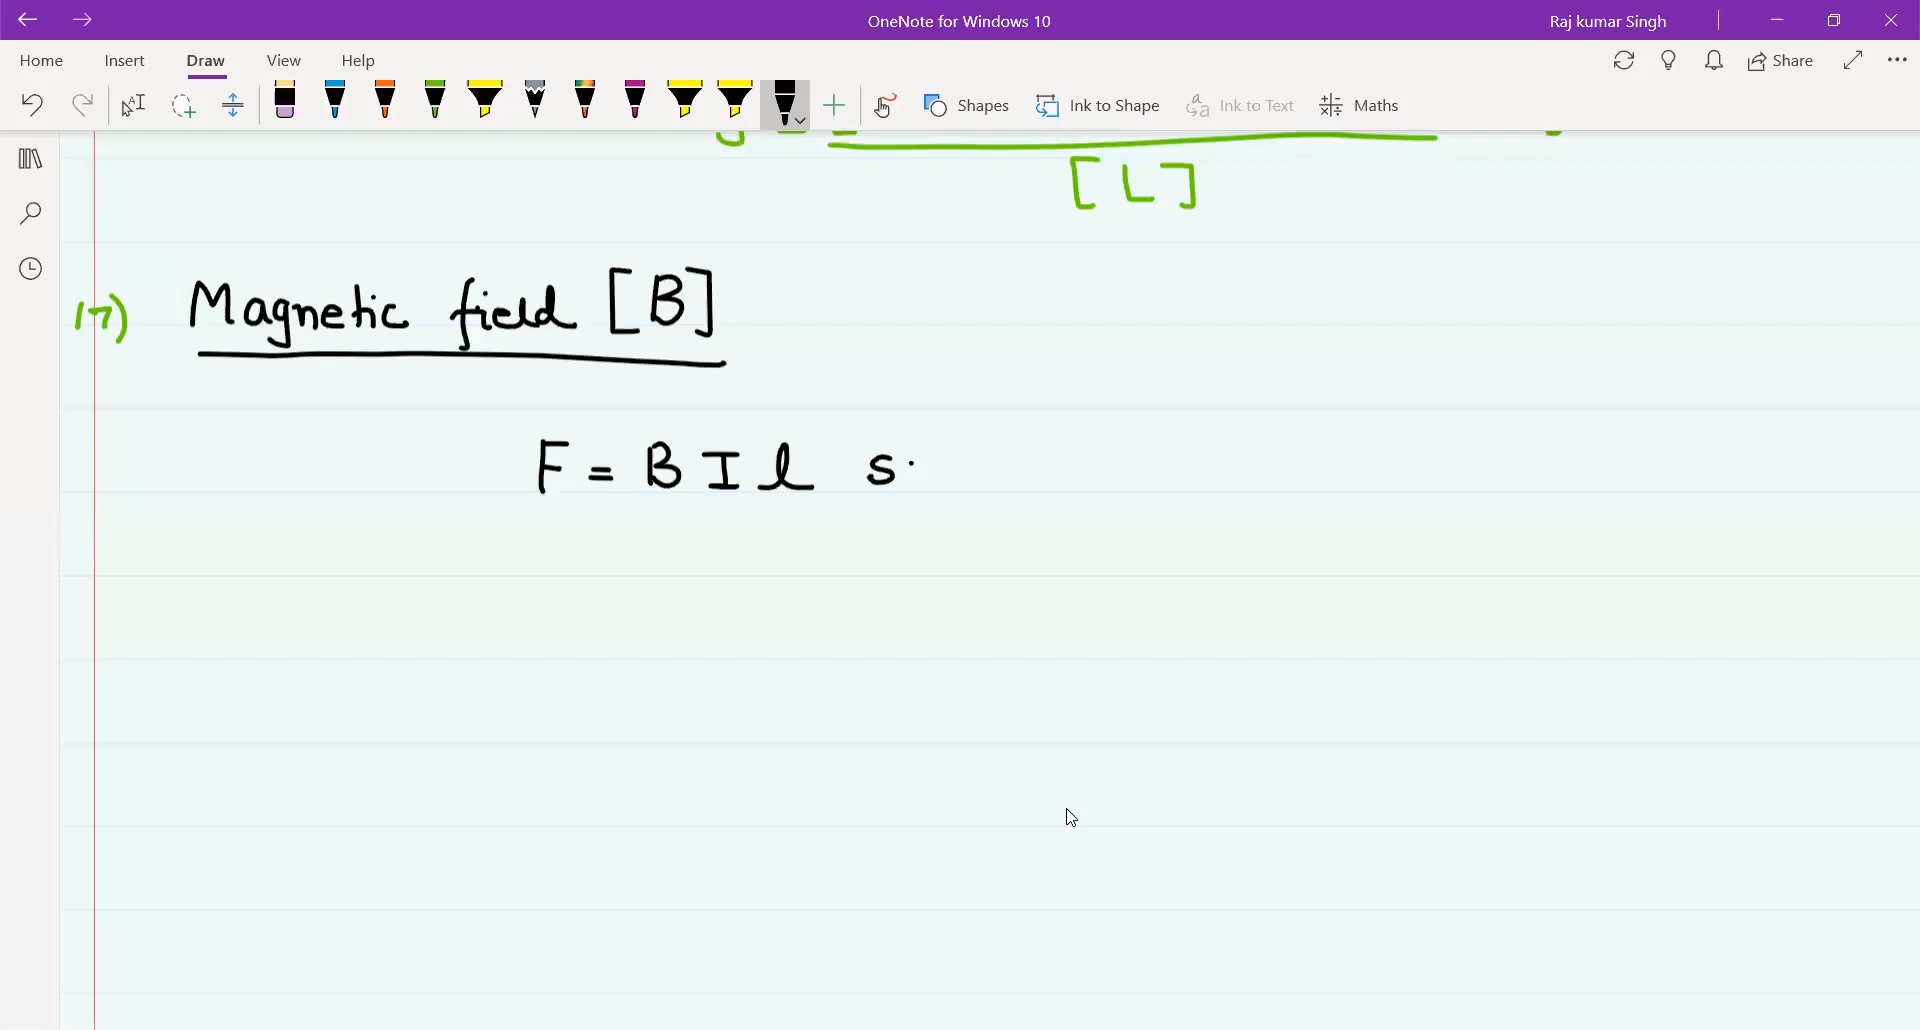 OneNote for Windows 10
Raj kumar Singh
Home Insert Draw View Help
Share
Shapes Ink to Shape Ink to Text Maths
[L]
17) Magnetic field [B]
F = B I l s